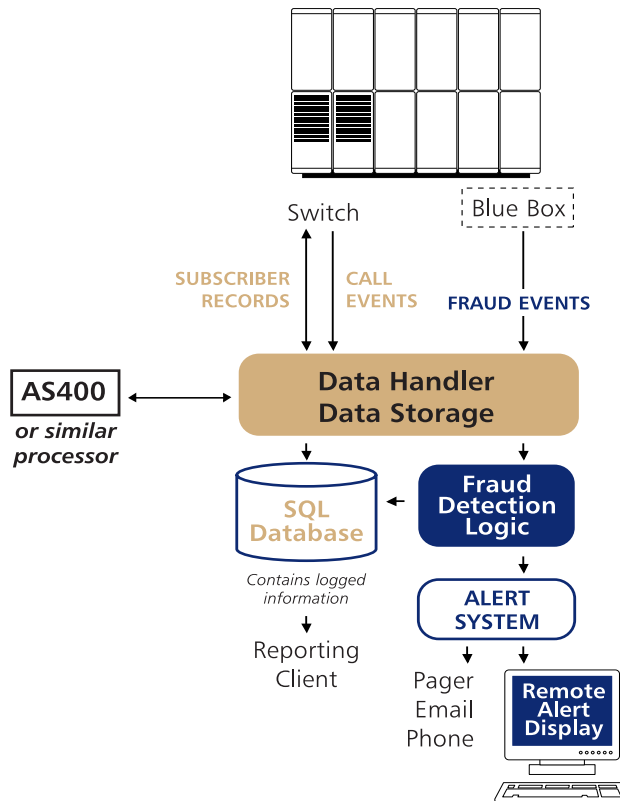 Switch
Blue Box
SUBSCRIBER
RECORDS
CALL
EVENTS
FRAUD EVENTS
AS400
or similar
processor
Data Handler
Data Storage
SQL
Database
Fraud
Detection
Logic
Contains logged
information
ALERT
SYSTEM
Reporting
Client
Pager
Email
Phone
Remote
Alert
Display